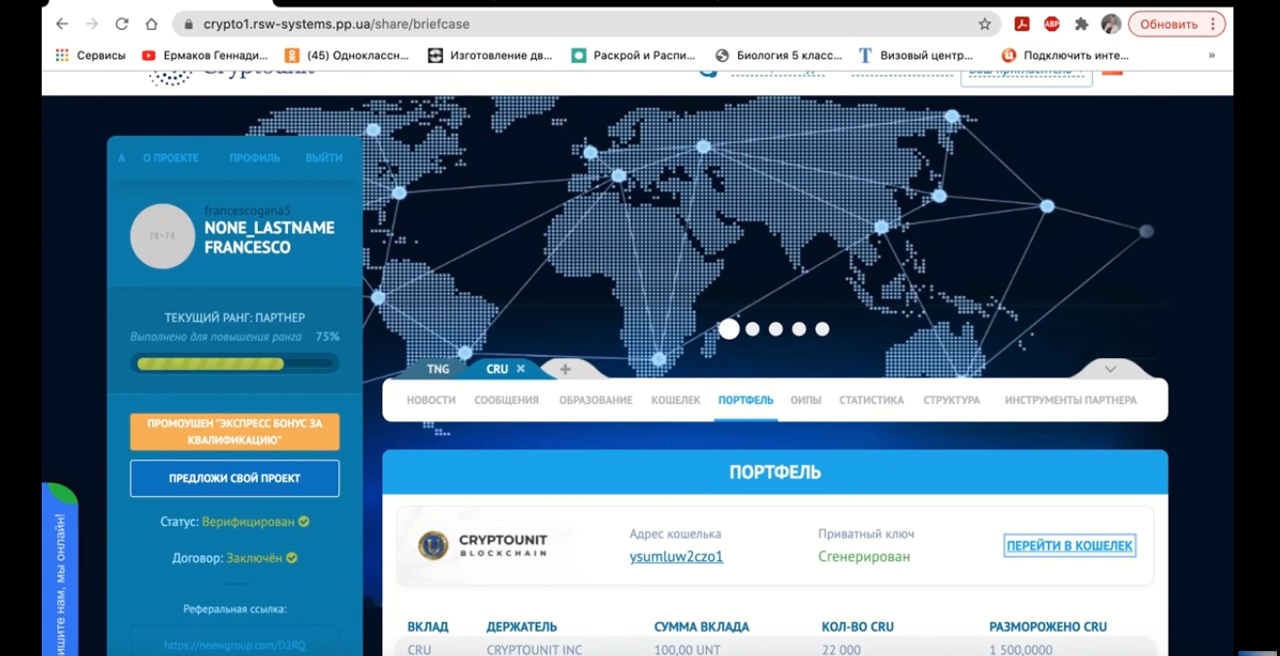 crypto1.rsw-systems.pp.ua/share/briefcase
ABP
Обновить
Сервисы
Ермаков Геннади...
(45) Одноклассн...
Изготовление дв...
Раскрой и Распи...
Биология 5 класс...
Визовый центр...
Подключить инте...
»
А О ПРОЕКТЕ ПРОФИЛЬ ВЫЙТИ
francescogana5
NONE_LASTNAME
FRANCESCO
78×78
ТЕКУЩИЙ РАНГ: ПАРТНЕР
Выполнено для повышения ранга 75%
ПРОМОУШЕН "ЭКСПРЕСС БОНУС ЗА
КВАЛИФИКАЦИЮ"
ПРЕДЛОЖИ СВОЙ ПРОЕКТ
Статус: Верифицирован
Договор: Заключён
Реферальная ссылка:
https://neewgroup.com/D2RQ
ишите нам, мы онлайн!
TNG CRU × +
НОВОСТИ СООБЩЕНИЯ ОБРАЗОВАНИЕ КОШЕЛЕК ПОРТФЕЛЬ ОИПЫ СТАТИСТИКА СТРУКТУРА ИНСТРУМЕНТЫ ПАРТНЕРА
ПОРТФЕЛЬ
CRYPTOUNIT
BLOCKCHAIN
Адрес кошелька
ysumluw2czo1
Приватный ключ
Сгенерирован
ПЕРЕЙТИ В КОШЕЛЕК
ВКЛАД ДЕРЖАТЕЛЬ СУММА ВКЛАДА КОЛ-ВО CRU РАЗМОРОЖЕНО CRU
CRU CRYPTOUNIT INC 100,00 UNT 22 000 1 500,0000